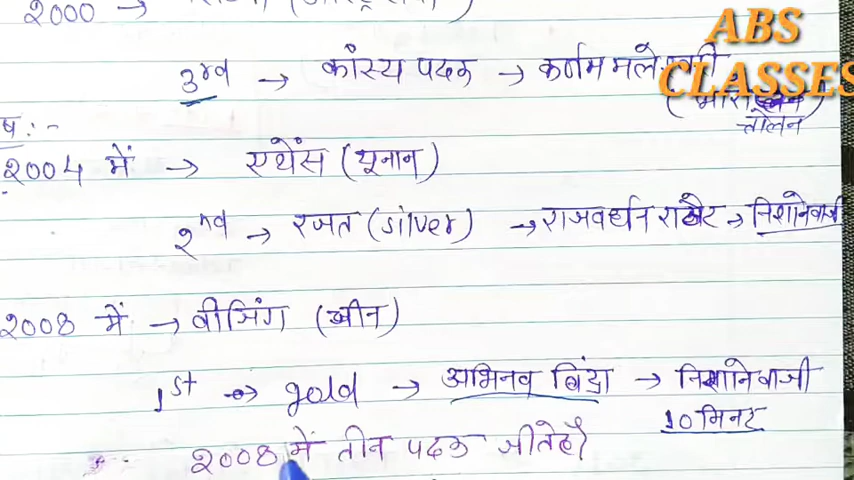 2000 →
ABS
CLASSES
3rd → कांस्य पदक → कर्णम मले
तोलन
ष :-
2004 में → एथेंस (यूनान)
2nd → रजत (silver) → राजवर्धन राठौर → निशानेबाजी
2008 में → बीजिंग (चीन)
1st → gold → अभिनव बिंद्रा → निशानेबाजी
10 मिनट
2008 में तीन पदक जीते है।